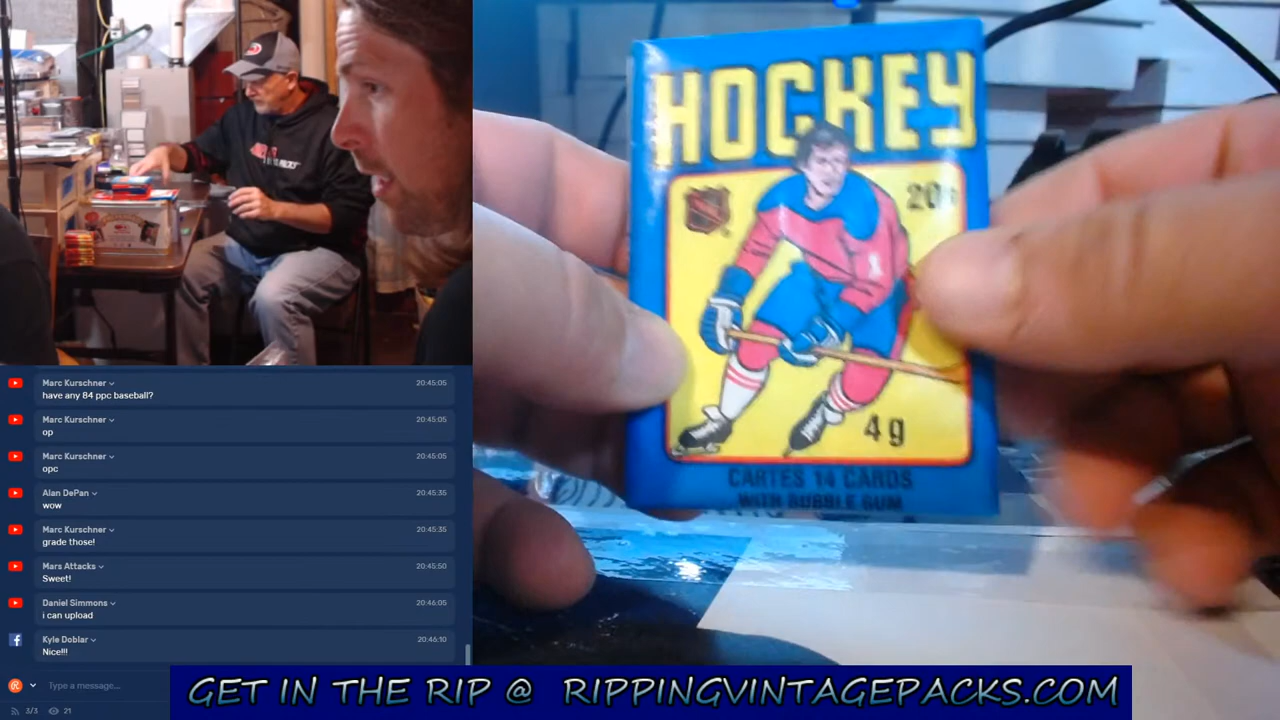 HOCKEY
20¢
4g
CARTES 14 CARDS
WITH BUBBLE GUM
Marc Kurschner 20:45:05
have any 84 ppc baseball?
Marc Kurschner 20:45:05
op
Marc Kurschner 20:45:05
opc
Alan DePan 20:45:35
wow
Marc Kurschner 20:45:35
grade those!
Mars Attacks 20:45:50
Sweet!
Daniel Simmons 20:46:05
i can upload
Kyle Doblar 20:46:10
Nice!!!
Type a message...
3/3 21
GET IN THE RIP @ RIPPINGVINTAGEPACKS.COM